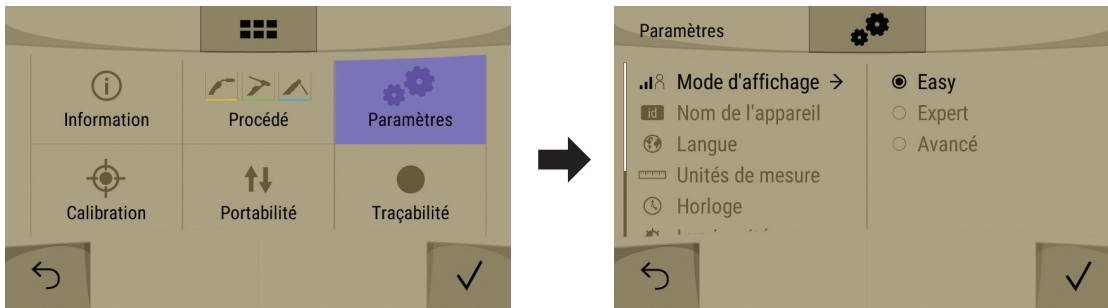 Information
Procédé
Paramètres
Calibration
Portabilité
Traçabilité
Paramètres
Mode d'affichage →
Easy
id Nom de l'appareil
Expert
Langue
Avancé
Unités de mesure
Horloge